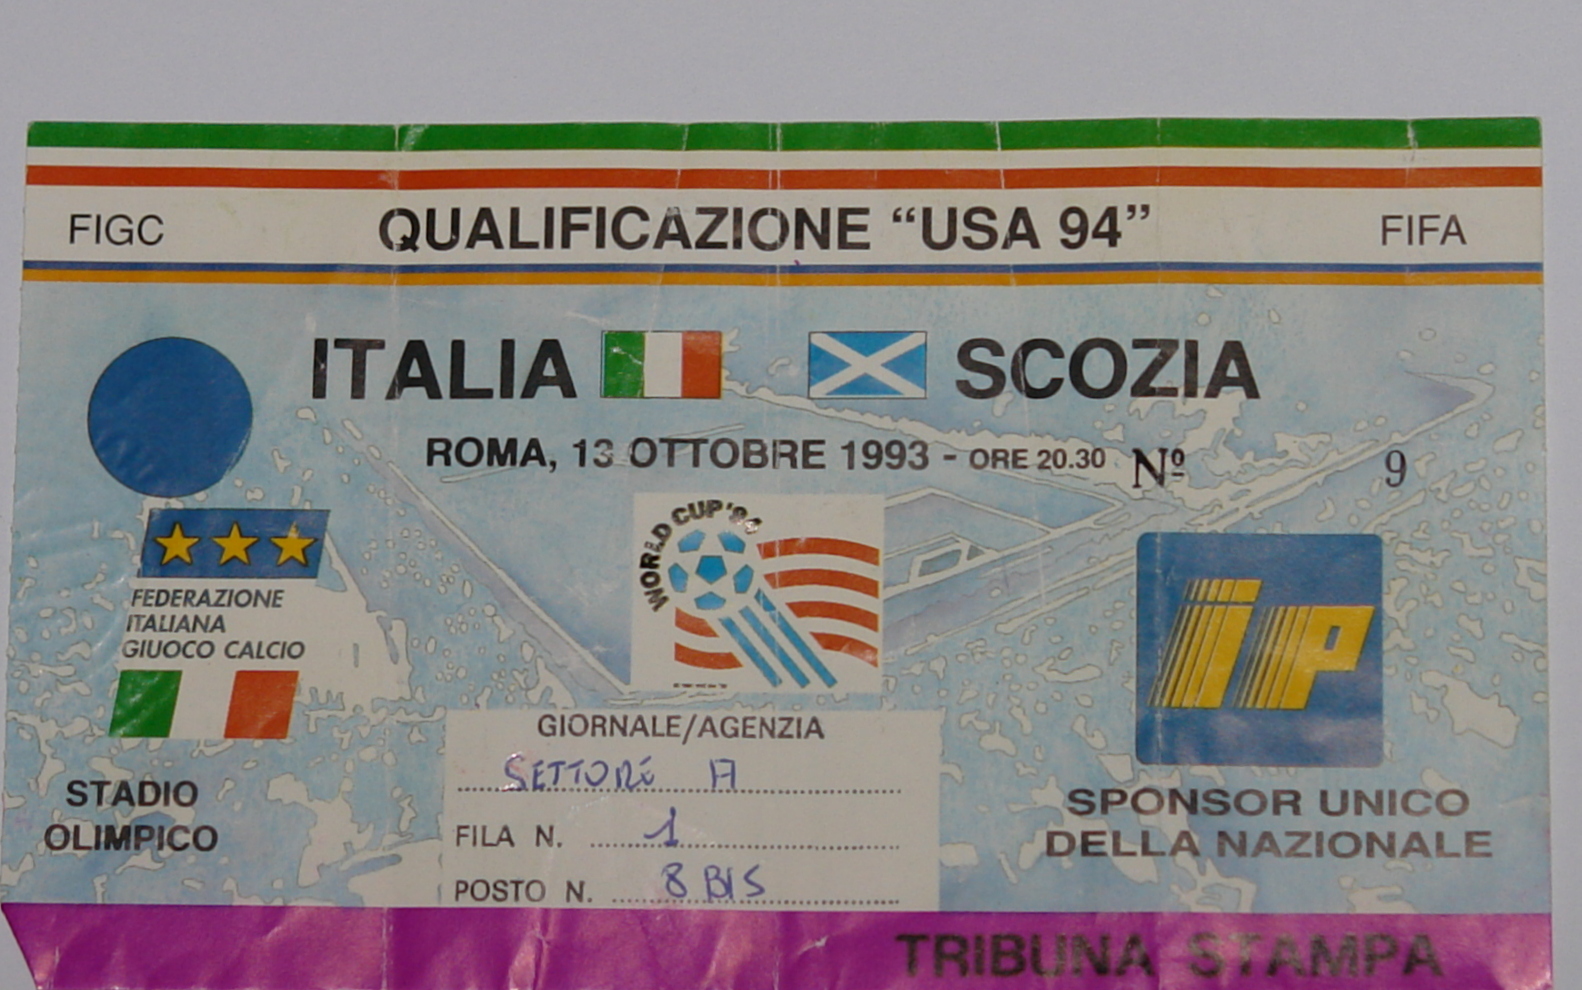 FIGC QUALIFICAZIONE “USA 94” FIFA
ITALIA SCOZIA
ROMA, 13 OTTOBRE 1993 - ORE 20.30 Nº 9
WORLD CUP '94
FEDERAZIONE
ITALIANA
GIUOCO CALCIO
iP
GIORNALE/AGENZIA
SETTORE A
FILA N. 1
POSTO N. 8 BIS
STADIO
OLIMPICO
SPONSOR UNICO
DELLA NAZIONALE
TRIBUNA STAMPA